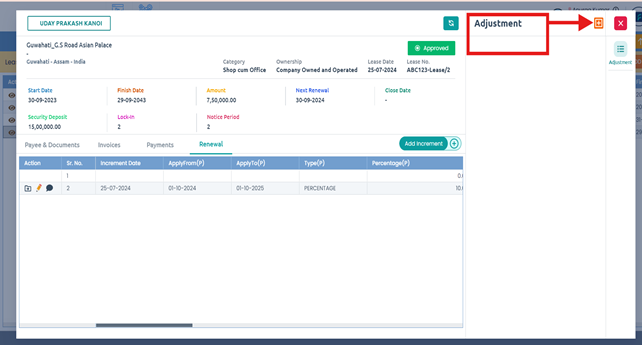 UDAY PRAKASH KANOI
Adjustment
Guwahati_G.S Road Asian Palace
-
Approved
Guwahati - Assam - India
Category Ownership Lease Date Lease No.
Shop cum Office Company Owned and Operated 25-07-2024 ABC123-Lease/2
Adjustment
Start Date Finish Date Amount Next Renewal Close Date
30-09-2023 29-09-2043 7,50,000.00 30-09-2024 -
Security Deposit Lock-In Notice Period
15,00,000.00 2 2
Payee & Documents Invoices Payments Renewal Add Increment
Action Sr. No. Increment Date ApplyFrom(P) ApplyTo(P) Type(P) Percentage(P)
1 0.
2 25-07-2024 01-10-2024 01-10-2025 PERCENTAGE 10.